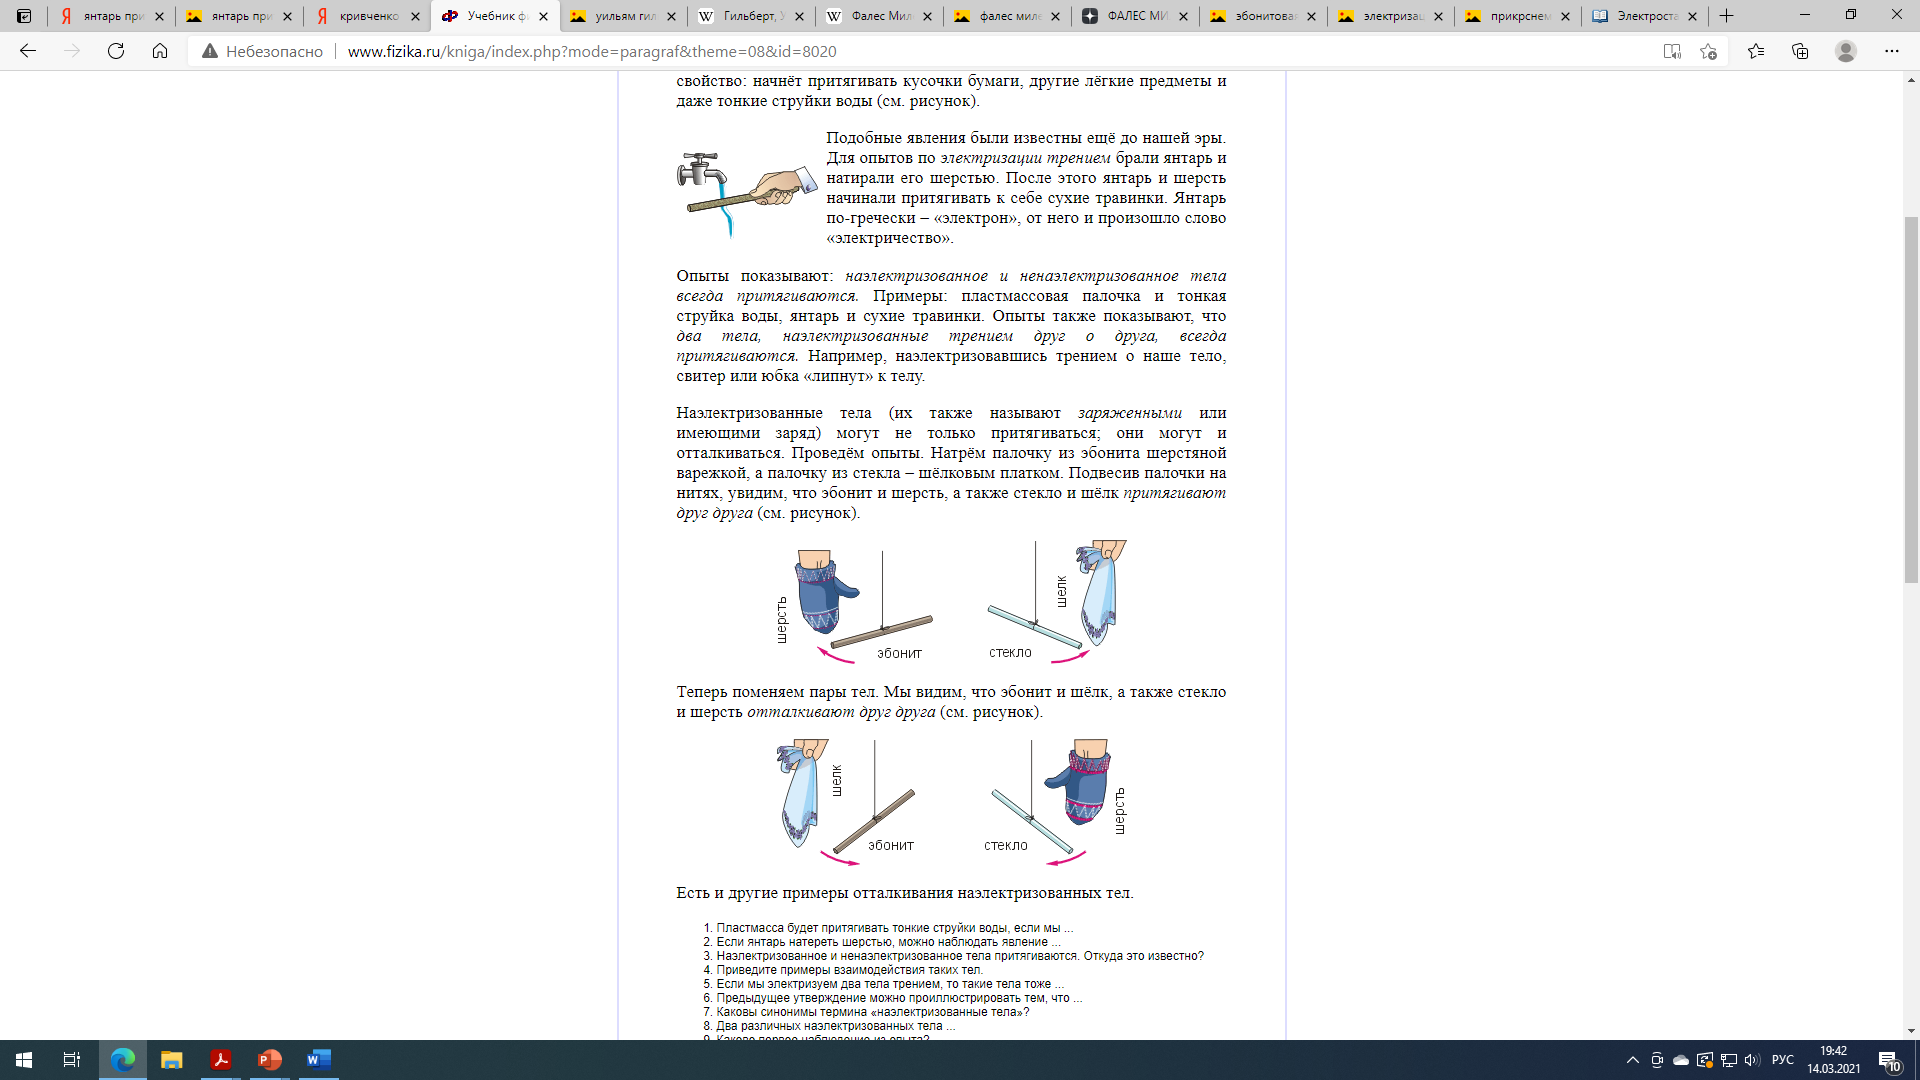 янтарь при
янтарь при
кривченко
Учебник фи
уильям гил
Гильберт, У
Фалес Мил
фалес миле
ФАЛЕС МИ
эбонитовая
электризац
прикрснем
Электроста
Небезопасно
www.fizika.ru/kniga/index.php?mode=paragraf&theme=08&id=8020
свойство: начнёт притягивать кусочки бумаги, другие лёгкие предметы и
даже тонкие струйки воды (см. рисунок).
Подобные явления были известны ещё до нашей эры.
Для опытов по электризации трением брали янтарь и
натирали его шерстью. После этого янтарь и шерсть
начинали притягивать к себе сухие травинки. Янтарь
по-гречески – «электрон», от него и произошло слово
«электричество».
Опыты показывают: наэлектризованное и ненаэлектризованное тела
всегда притягиваются. Примеры: пластмассовая палочка и тонкая
струйка воды, янтарь и сухие травинки. Опыты также показывают, что
два тела, наэлектризованные трением друг о друга, всегда
притягиваются. Например, наэлектризовавшись трением о наше тело,
свитер или юбка «липнут» к телу.
Наэлектризованные тела (их также называют заряженными или
имеющими заряд) могут не только притягиваться; они могут и
отталкиваться. Проведём опыты. Натрём палочку из эбонита шерстяной
варежкой, а палочку из стекла – шёлковым платком. Подвесив палочки на
нитях, увидим, что эбонит и шерсть, а также стекло и шёлк притягивают
друг друга (см. рисунок).
шерсть
эбонит
стекло
шелк
Теперь поменяем пары тел. Мы видим, что эбонит и шёлк, а также стекло
и шерсть отталкивают друг друга (см. рисунок).
шелк
эбонит
стекло
шерсть
Есть и другие примеры отталкивания наэлектризованных тел.
1. Пластмасса будет притягивать тонкие струйки воды, если мы ...
2. Если янтарь натереть шерстью, можно наблюдать явление ...
3. Наэлектризованное и ненаэлектризованное тела притягиваются. Откуда это известно?
4. Приведите примеры взаимодействия таких тел.
5. Если мы электризуем два тела трением, то такие тела тоже ...
6. Предыдущее утверждение можно проиллюстрировать тем, что ...
7. Каковы синонимы термина «наэлектризованные тела»?
8. Два различных наэлектризованных тела ...
9. Каково первое наблюдение из опыта?
РУС
19:42
14.03.2021
10